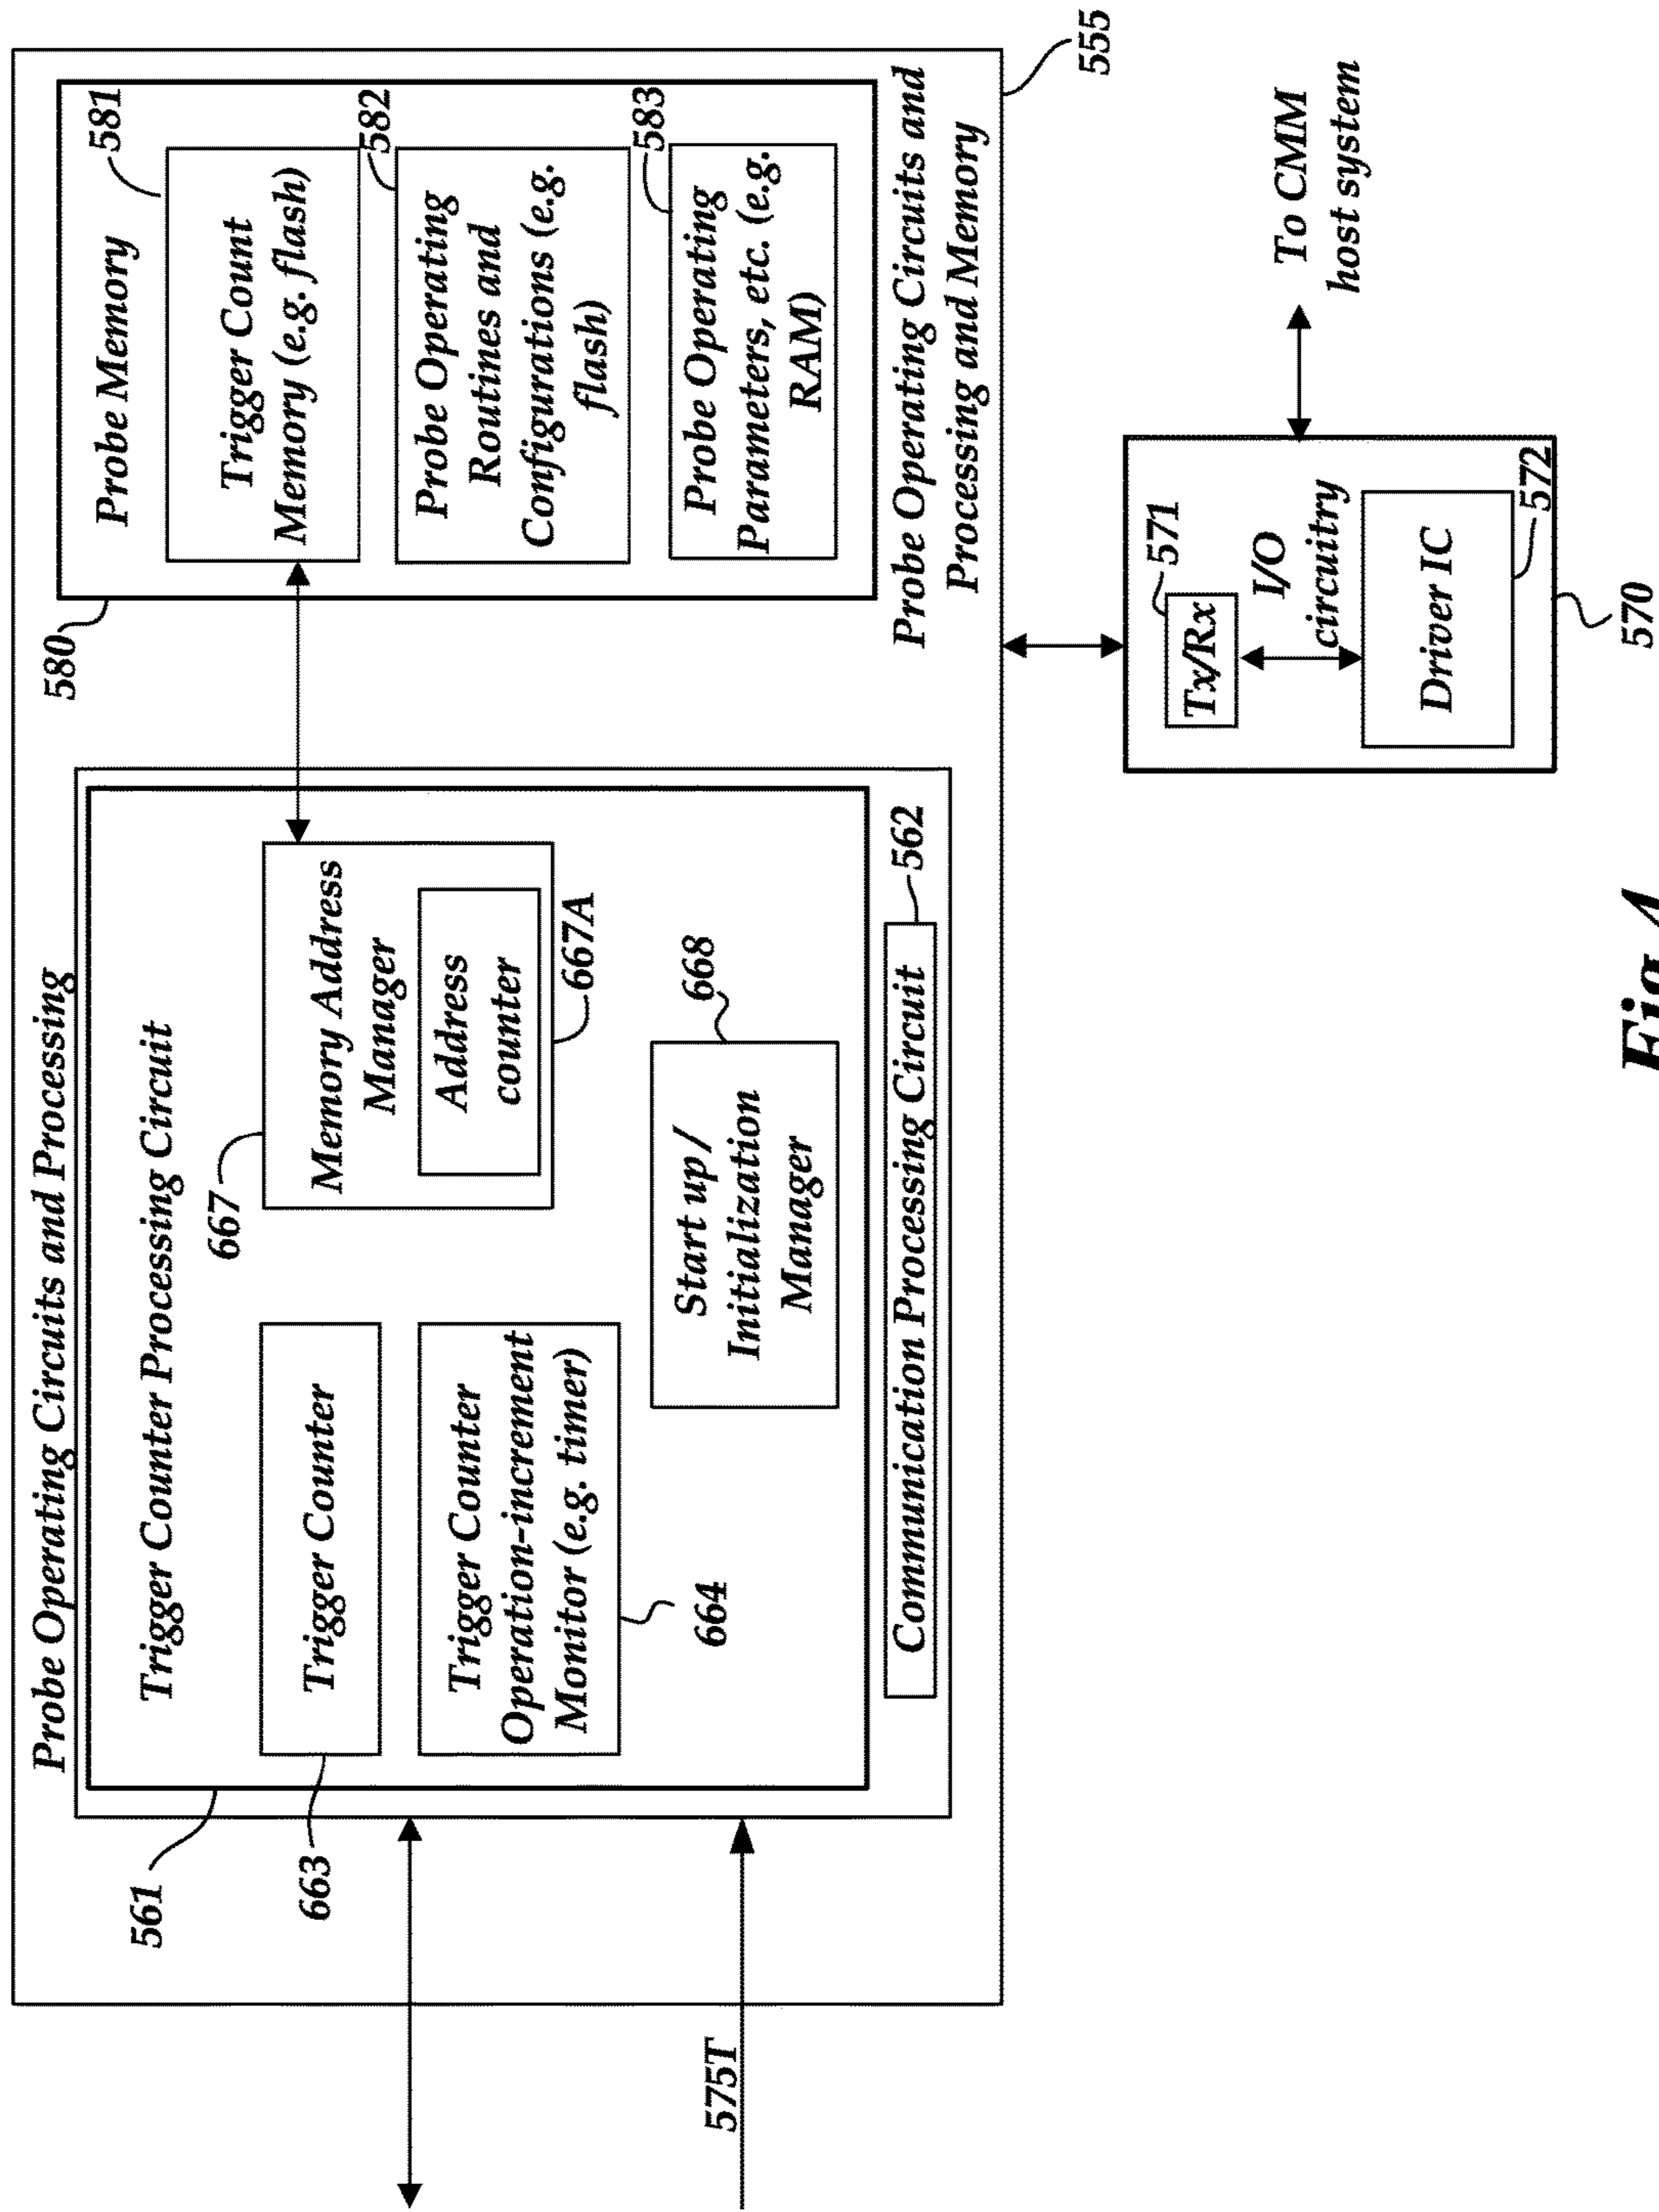 Probe Operating Circuits and Processing
561
Trigger Counter Processing Circuit
663
Trigger Counter
Trigger Counter
Operation-increment
Monitor (e.g. timer)
664
667
Memory Address
Manager
Address
counter
667A
668
Start up/
Initialization
Manager
Communication Processing Circuit
562
575T
580
Probe Memory
581
Trigger Count
Memory (e.g. flash)
582
Probe Operating
Routines and
Configurations (e.g.
flash)
583
Probe Operating
Parameters, etc. (e.g.
RAM)
Probe Operating Circuits and
Processing and Memory
555
571
Tx/Rx
I/O
circuitry
Driver IC
572
570
To CMM
host system
Fig 4